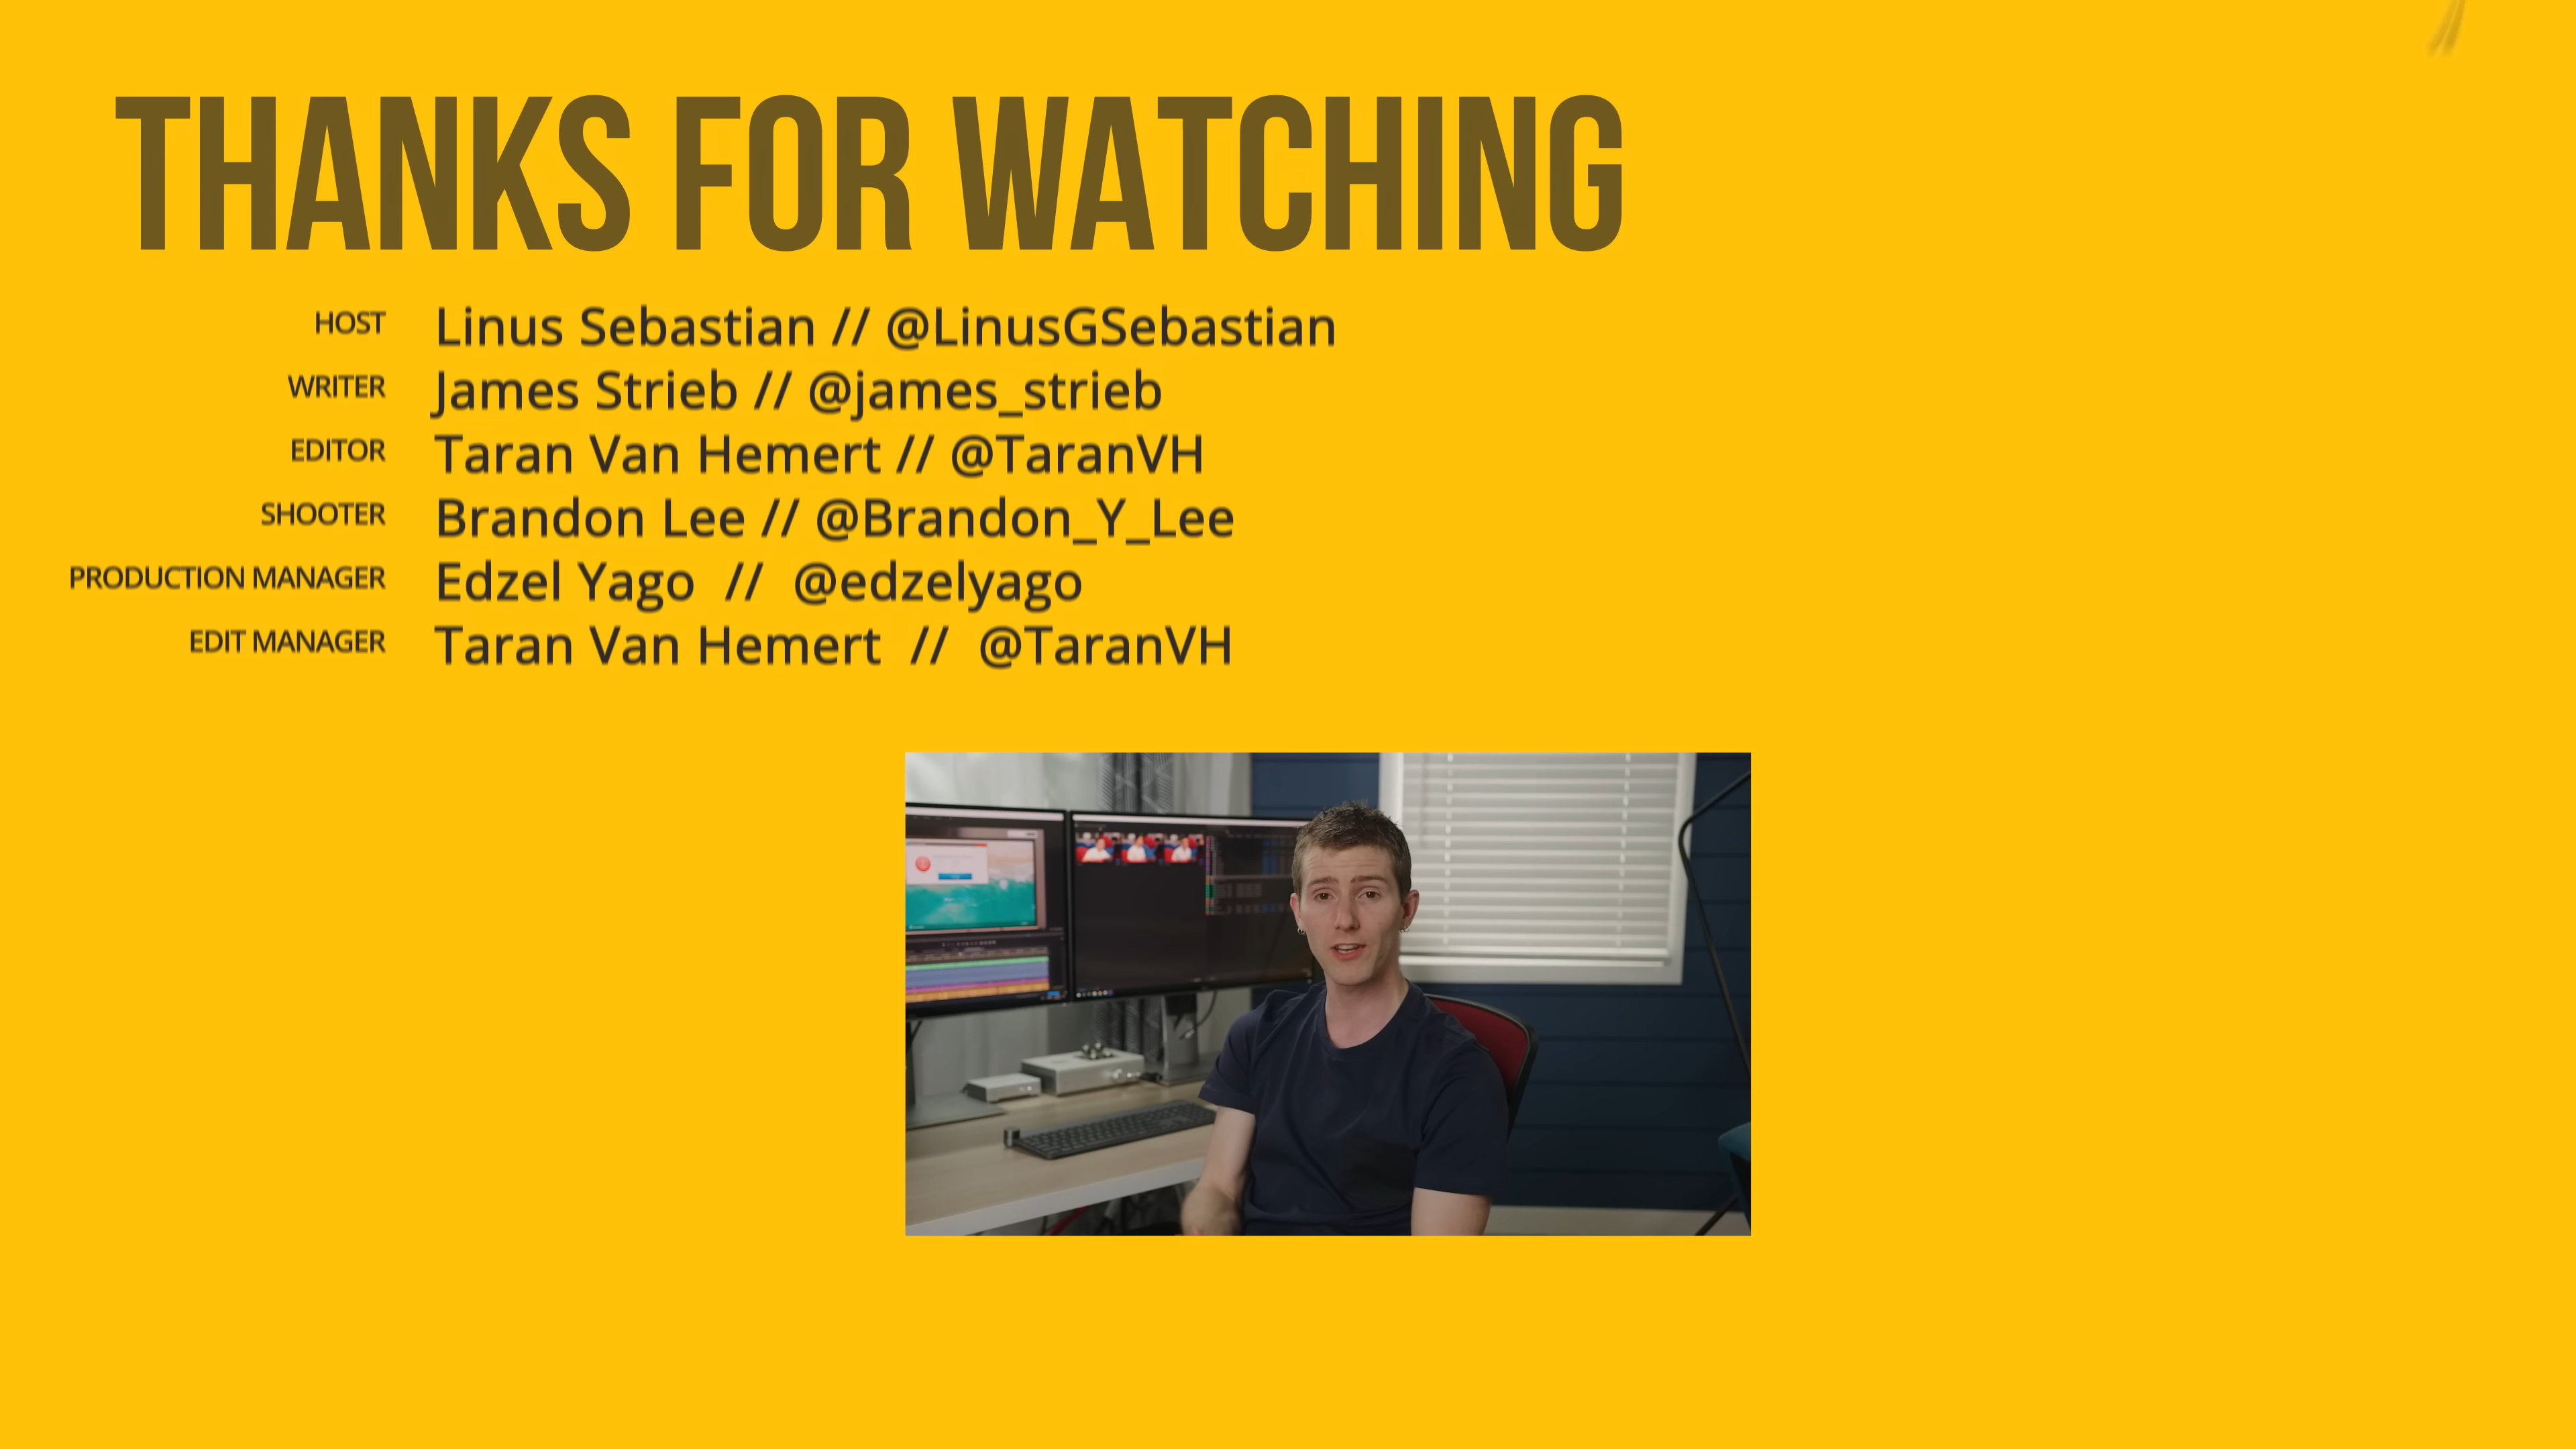 THANKS FOR WATCHING
HOST Linus Sebastian // @LinusGSebastian
WRITER James Strieb // @james_strieb
EDITOR Taran Van Hemert // @TaranVH
SHOOTER Brandon Lee // @Brandon_Y_Lee
PRODUCTION MANAGER Edzel Yago // @edzelyago
EDIT MANAGER Taran Van Hemert // @TaranVH